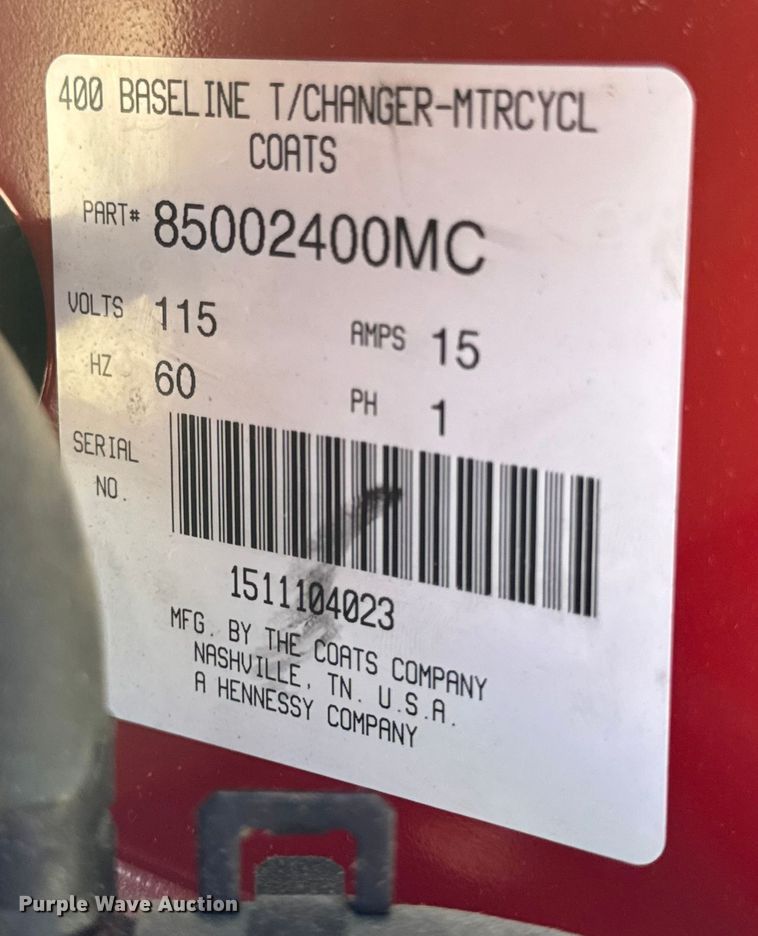 400 BASELINE T/CHANGER-MTRCYCL
COATS
PART# 85002400MC
VOLTS 115 AMPS 15
HZ 60 PH 1
SERIAL
NO.
1511104023
MFG. BY THE COATS COMPANY
NASHVILLE, TN. U.S.A.
A HENNESSY COMPANY
Purple Wave Auction